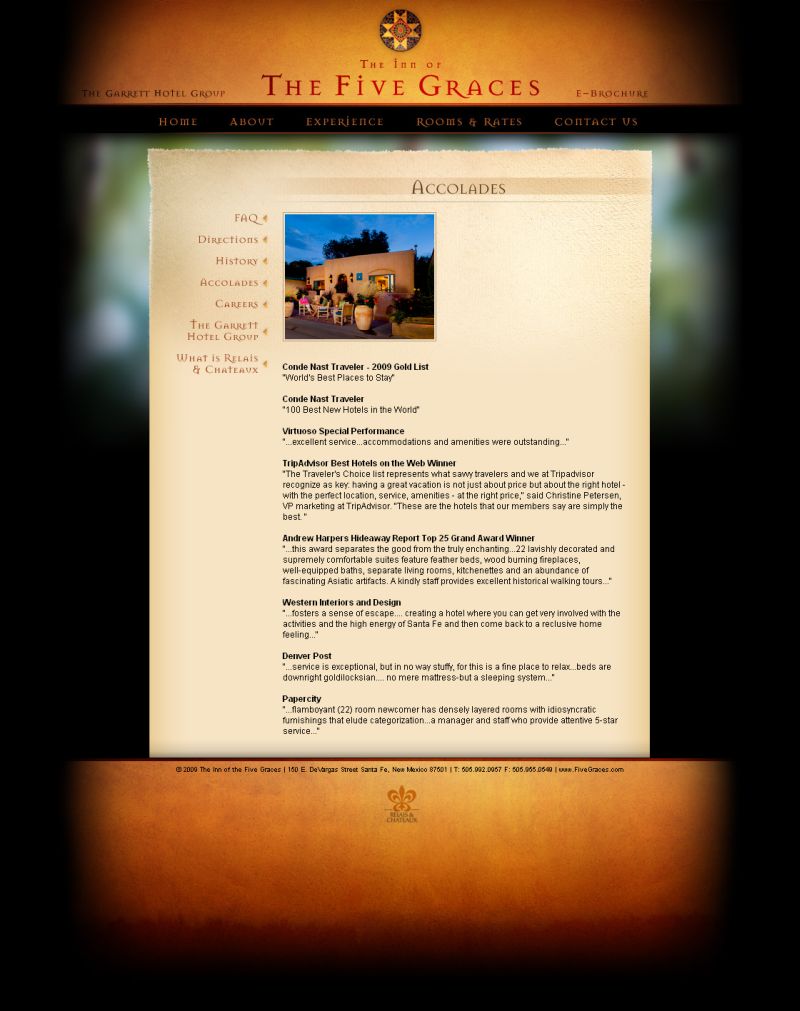 The Inn of
The Five Graces
The Garrett Hotel Group
E-Brochure
Home
About
Experience
Rooms & Rates
Contact Us
Accolades
FAQ
Directions
History
Accolades
Careers
The Garrett
Hotel Group
What is Relais
& Chateaux
Conde Nast Traveler - 2009 Gold List
"World's Best Places to Stay"
Conde Nast Traveler
"100 Best New Hotels in the World"
Virtuoso Special Performance
"...excellent service...accommodations and amenities were outstanding..."
TripAdvisor Best Hotels on the Web Winner
"The Traveler's Choice list represents what savvy travelers and we at Tripadvisor
recognize as key: having a great vacation is not just about price but about the right hotel -
with the perfect location, service, amenities - at the right price," said Christine Petersen,
VP marketing at TripAdvisor. "These are the hotels that our members say are simply the
best. "
Andrew Harpers Hideaway Report Top 25 Grand Award Winner
"...this award separates the good from the truly enchanting...22 lavishly decorated and
supremely comfortable suites feature feather beds, wood burning fireplaces,
well-equipped baths, separate living rooms, kitchenettes and an abundance of
fascinating Asiatic artifacts. A kindly staff provides excellent historical walking tours..."
Western Interiors and Design
"...fosters a sense of escape.... creating a hotel where you can get very involved with the
activities and the high energy of Santa Fe and then come back to a reclusive home
feeling..."
Denver Post
"...service is exceptional, but in no way stuffy, for this is a fine place to relax...beds are
downright goldilocksian.... no mere mattress-but a sleeping system..."
Papercity
"...flamboyant (22) room newcomer has densely layered rooms with idiosyncratic
furnishings that elude categorization...a manager and staff who provide attentive 5-star
service..."
© 2009 The Inn of the Five Graces | 150 E. DeVargas Street Santa Fe, New Mexico 87501 | T: 505.992.0957 F: 505.955.0549 | www.FiveGraces.com
RELAIS &
CHATEAUX